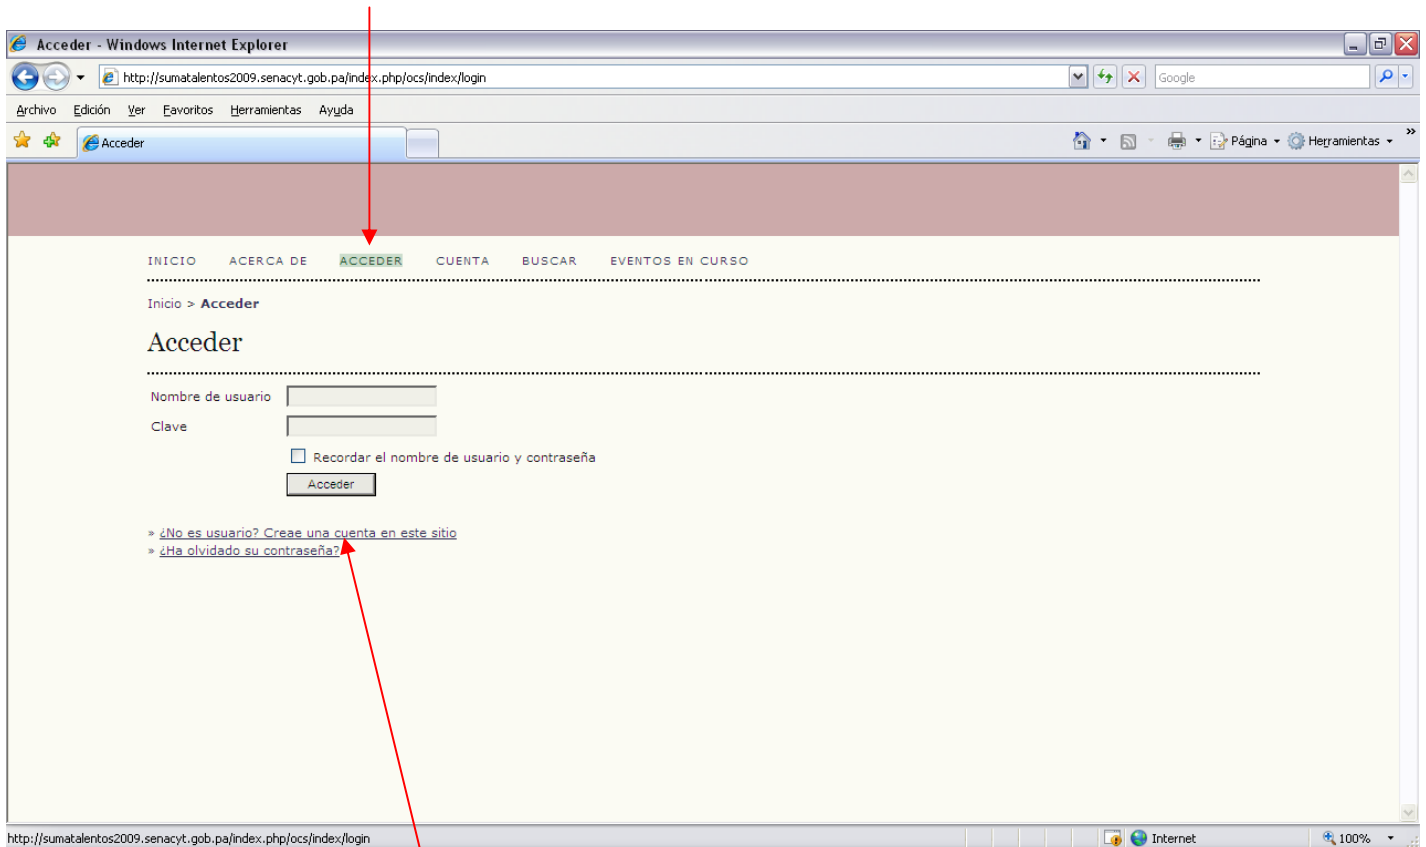 Acceder - Windows Internet Explorer
http://sumatalentos2009.senacyt.gob.pa/index.php/ocs/index/login
Google
Archivo Edición Ver Favoritos Herramientas Ayuda
Acceder
Página Herramientas »
INICIO ACERCA DE ACCEDER CUENTA BUSCAR EVENTOS EN CURSO
Inicio > Acceder
Acceder
Nombre de usuario
Clave
Recordar el nombre de usuario y contraseña
Acceder
» ¿No es usuario? Creae una cuenta en este sitio
» ¿Ha olvidado su contraseña?
http://sumatalentos2009.senacyt.gob.pa/index.php/ocs/index/login
Internet
100%